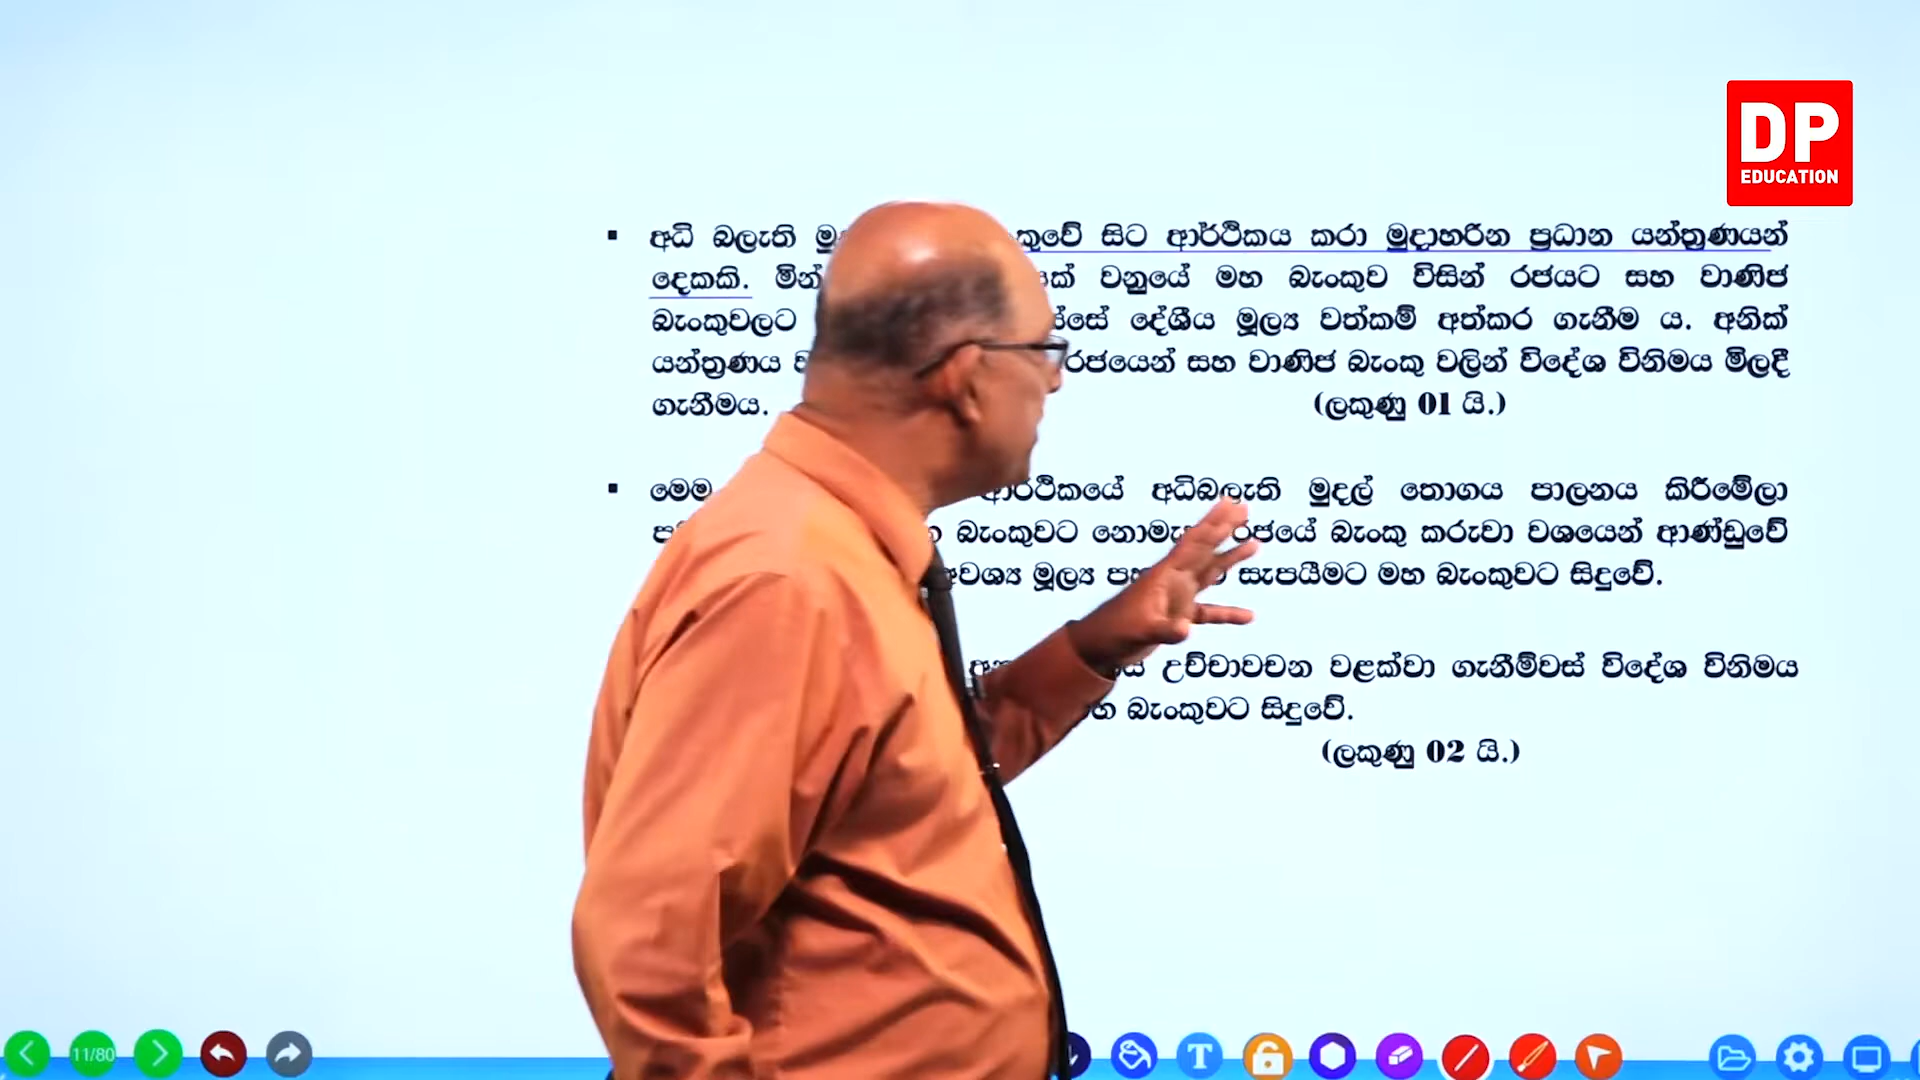 DP
EDUCATION
▪ අධි බලැති සිට ආර්ථිකය කරා මුදාහරින ප්‍රධාන යන්ත්‍රණයන්
දෙකකි. වනුයේ මහ බැංකුව විසින් රජයට සහ වාණිජ
බැංකුවලට දේශීය මූල්‍ය වත්කම් අත්කර ගැනීම ය. අනික්
යන්ත්‍රණය රජයෙන් සහ වාණිජ බැංකු වලින් විදේශ විනිමය මිලදී
ගැනීමය. (ලකුණු 01 යි.)
▪ ආර්ථිකයේ අධිබලැති මුදල් තොගය පාලනය කිරීමේලා
බැංකුවට රජයේ බැංකු කරුවා වශයෙන් ආණ්ඩුවේ
අවශ්‍ය මූල්‍ය සැපයීමට මහ බැංකුවට සිදුවේ.
උච්චාවචන වළක්වා ගැනීම්වස් විදේශ විනිමය
බැංකුවට සිදුවේ.
(ලකුණු 02 යි.)
11/80
T